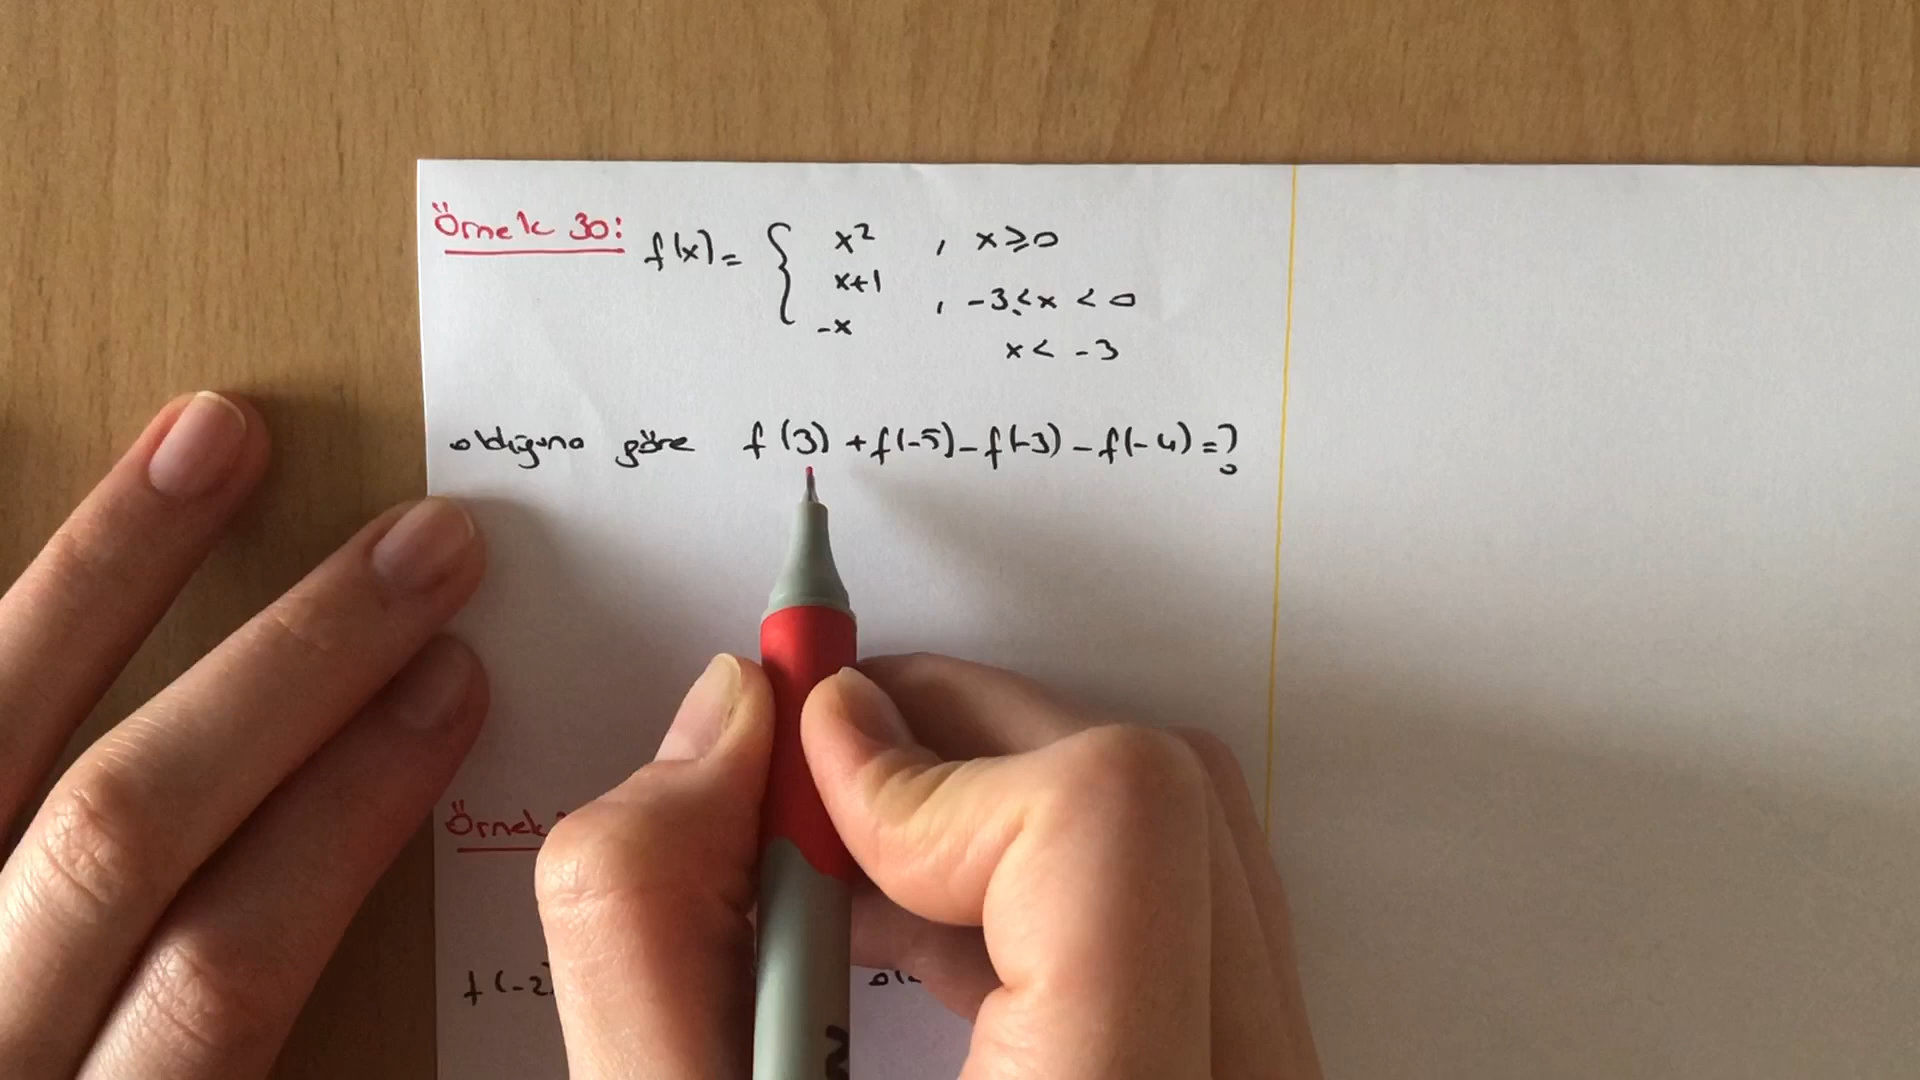 Örnek 30: f(x) = { x² , x ≥ 0
x+1 , -3 ≤ x < 0
-x x < -3
olduğuna göre f(3) + f(-5) - f(-3) - f(-4) = ?
Örnek
f(-2)